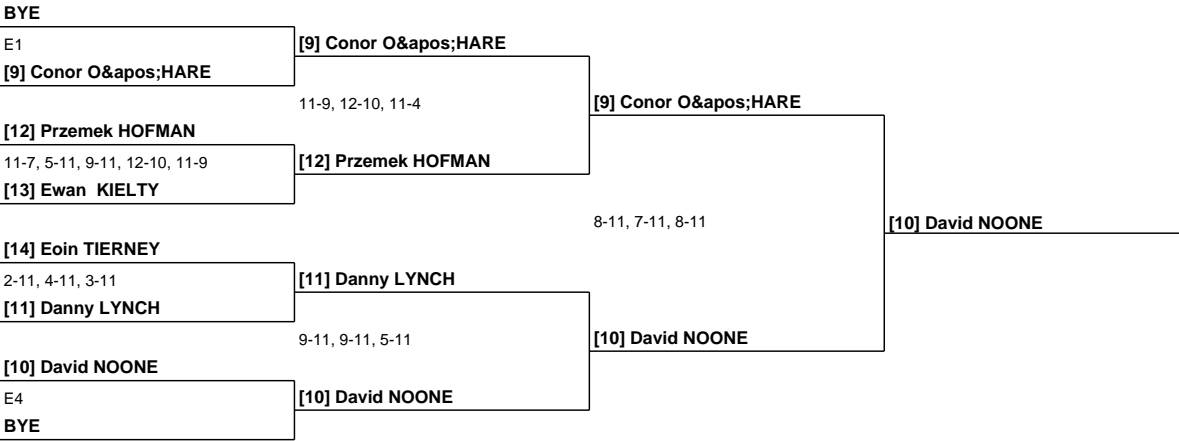 BYE
E1
[9] Conor O&apos;HARE
[9] Conor O&apos;HARE
11-9, 12-10, 11-4
[9] Conor O&apos;HARE
[12] Przemek HOFMAN
11-7, 5-11, 9-11, 12-10, 11-9
[12] Przemek HOFMAN
[13] Ewan  KIELTY
8-11, 7-11, 8-11
[10] David NOONE
[14] Eoin TIERNEY
2-11, 4-11, 3-11
[11] Danny LYNCH
[11] Danny LYNCH
9-11, 9-11, 5-11
[10] David NOONE
[10] David NOONE
E4
[10] David NOONE
BYE